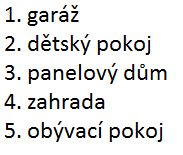 1. garáž
2. dětský pokoj
3. panelový dům
4. zahrada
5. obývací pokoj